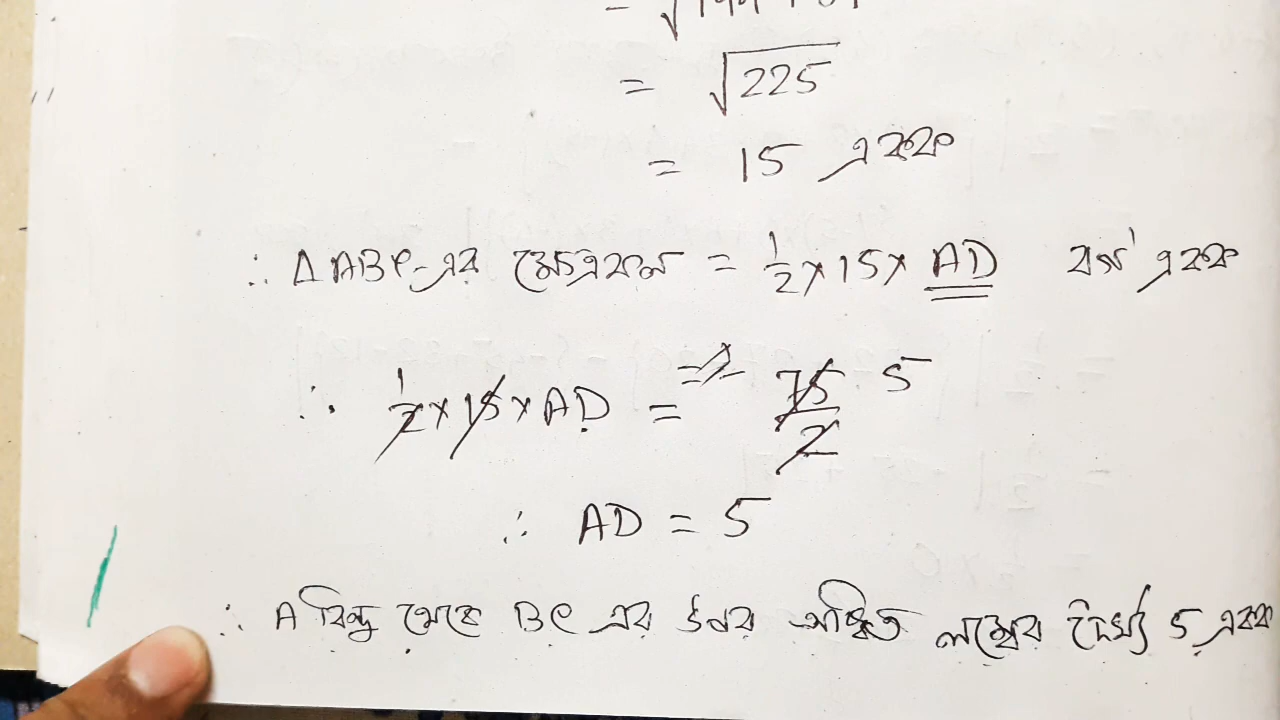 = √225
= 15 একক
∴ ΔABC-এর ক্ষেত্রফল = 1/2 × 15 × AD বর্গ একক
∴ 1/2 × 15 × AD = 75/2 5
∴ AD = 5
∴ A বিন্দু থেকে BC এর উপর অঙ্কিত লম্বের দৈর্ঘ্য 5 একক